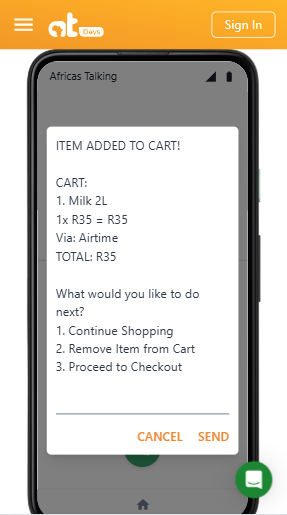 at
Days
Sign In
Africas Talking
ITEM ADDED TO CART!
CART:
1. Milk 2L
1x R35 = R35
Via: Airtime
TOTAL: R35
What would you like to do
next?
1. Continue Shopping
2. Remove Item from Cart
3. Proceed to Checkout
CANCEL
SEND